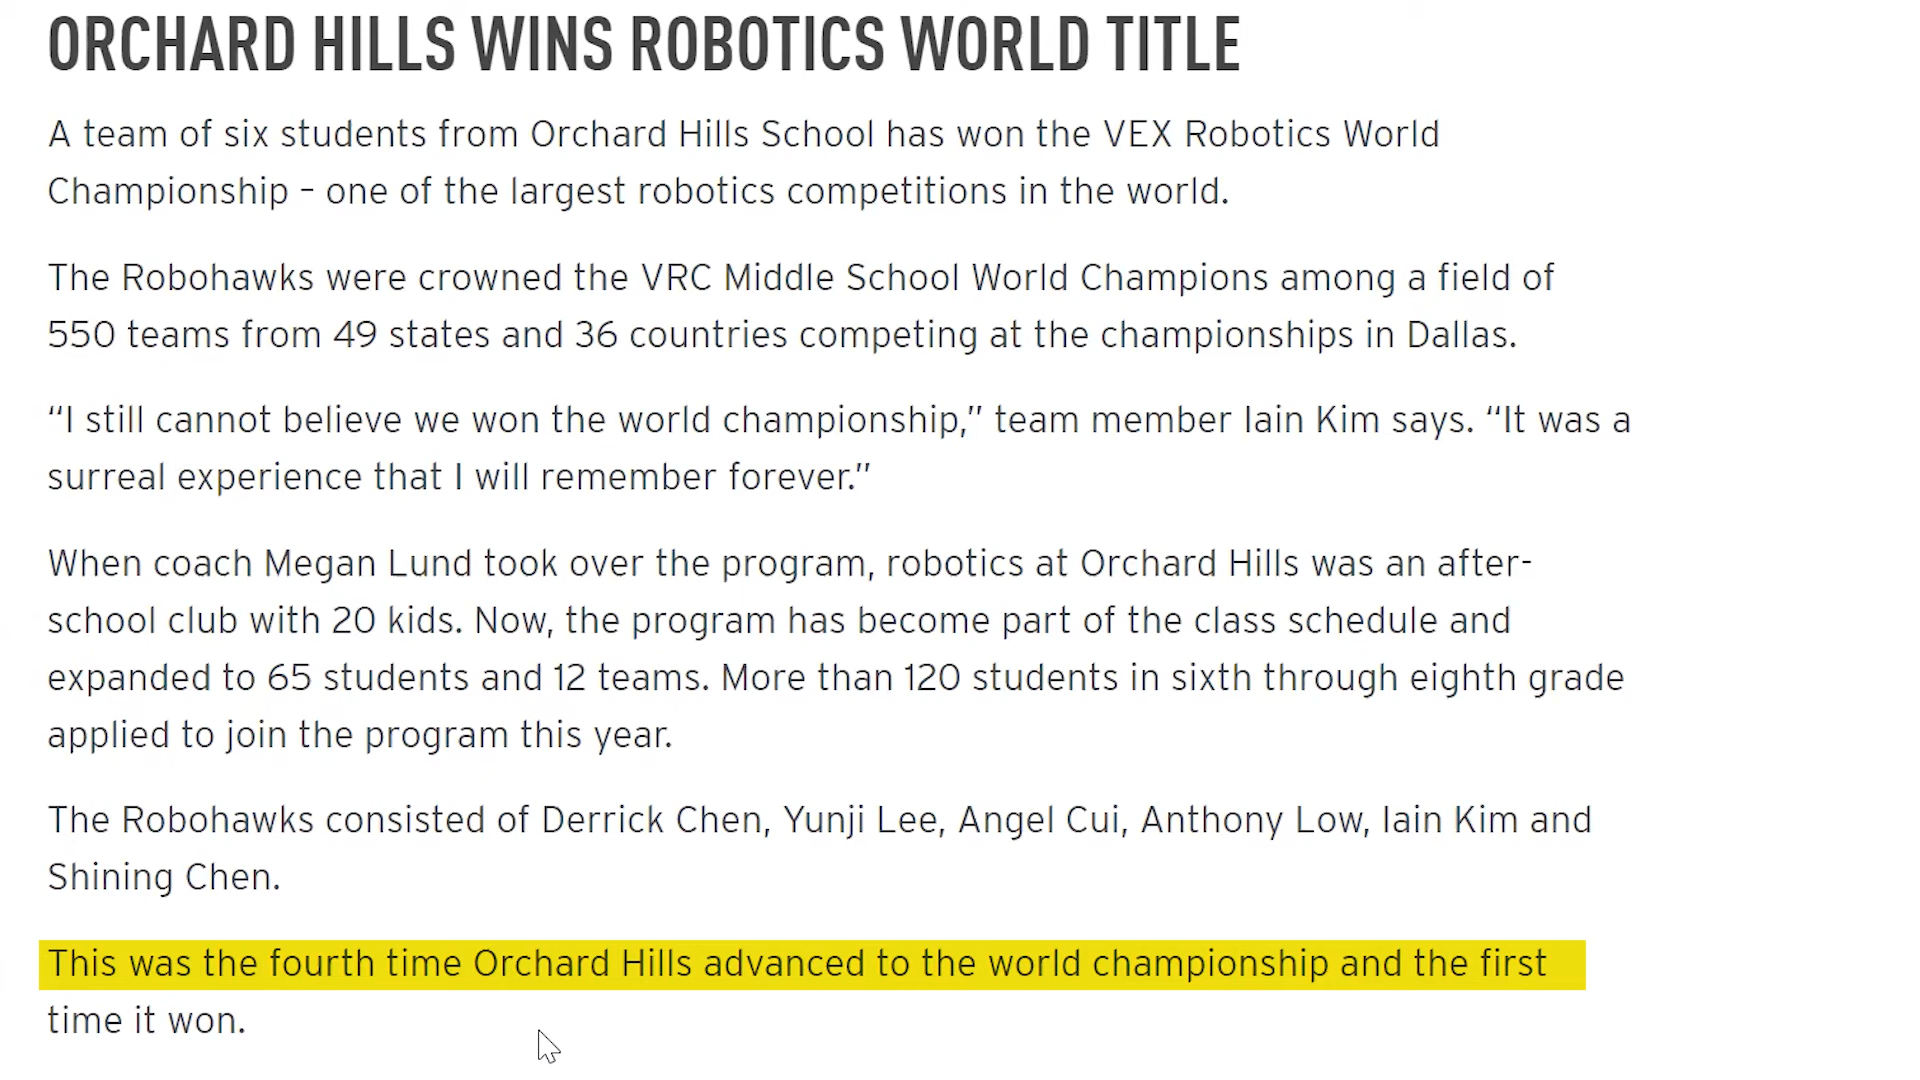 ORCHARD HILLS WINS ROBOTICS WORLD TITLE
A team of six students from Orchard Hills School has won the VEX Robotics World
Championship – one of the largest robotics competitions in the world.
The Robohawks were crowned the VRC Middle School World Champions among a field of
550 teams from 49 states and 36 countries competing at the championships in Dallas.
“I still cannot believe we won the world championship,” team member Iain Kim says. “It was a
surreal experience that I will remember forever.”
When coach Megan Lund took over the program, robotics at Orchard Hills was an after-
school club with 20 kids. Now, the program has become part of the class schedule and
expanded to 65 students and 12 teams. More than 120 students in sixth through eighth grade
applied to join the program this year.
The Robohawks consisted of Derrick Chen, Yunji Lee, Angel Cui, Anthony Low, Iain Kim and
Shining Chen.
This was the fourth time Orchard Hills advanced to the world championship and the first
time it won.